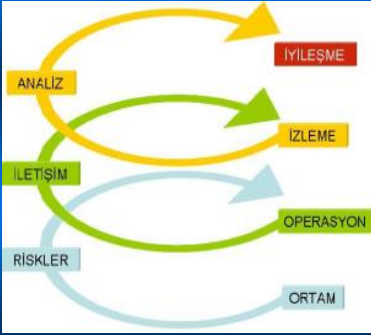 İYİLEŞME
ANALİZ
İZLEME
İLETİŞİM
OPERASYON
RİSKLER
ORTAM